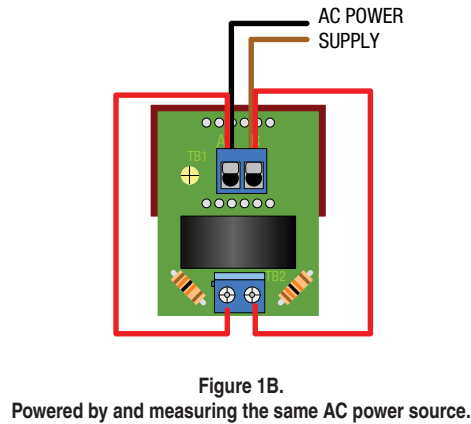 AC POWER
SUPPLY
TB1
TB2
Figure 1B.
Powered by and measuring the same AC power source.